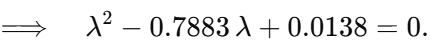 ⟹ λ² − 0.7883 λ + 0.0138 = 0.